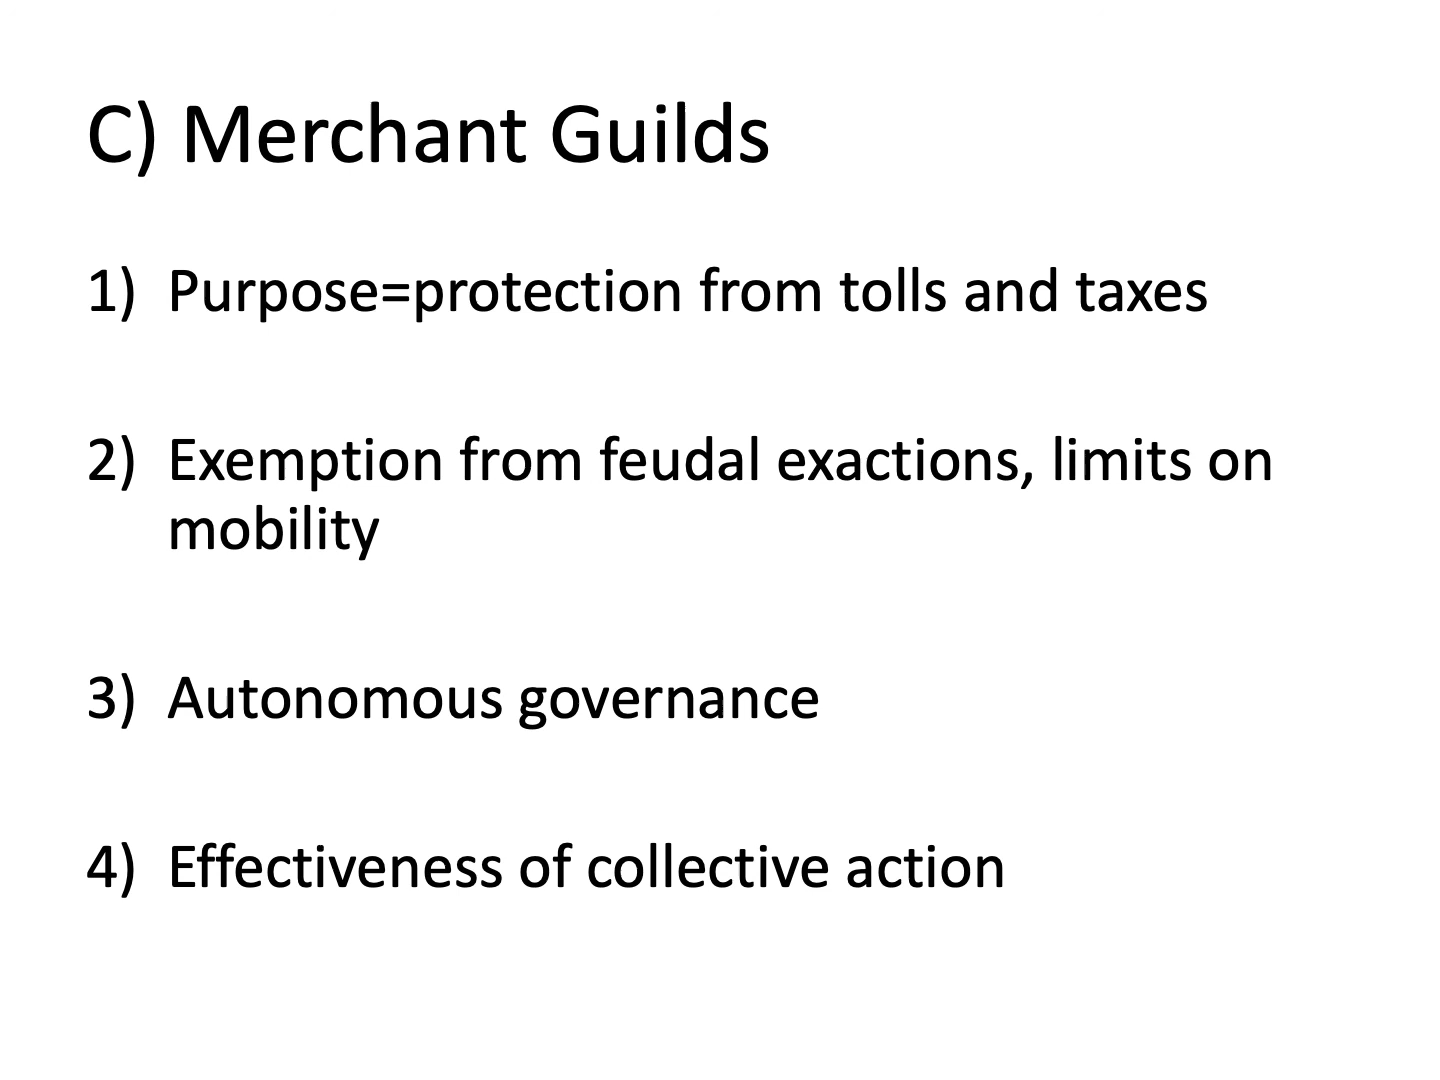 C) Merchant Guilds
1) Purpose=protection from tolls and taxes
2) Exemption from feudal exactions, limits on
mobility
3) Autonomous governance
4) Effectiveness of collective action